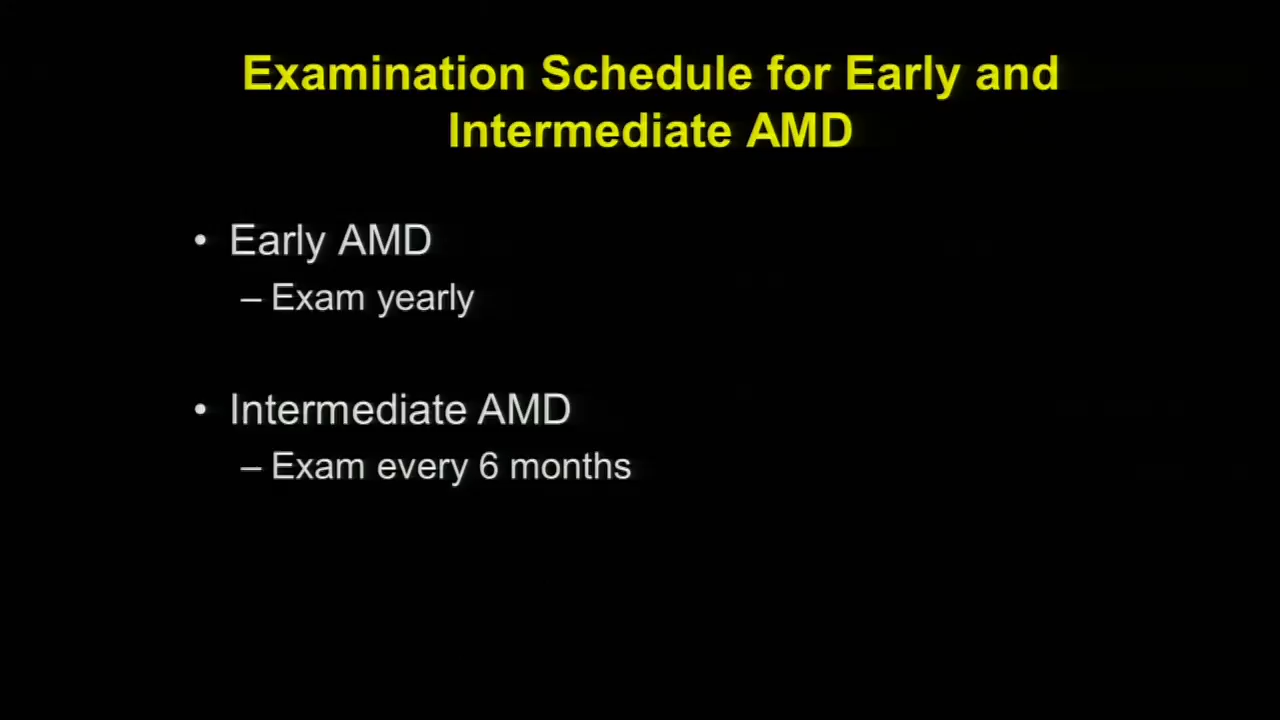 Examination Schedule for Early and
Intermediate AMD
• Early AMD
– Exam yearly
• Intermediate AMD
– Exam every 6 months